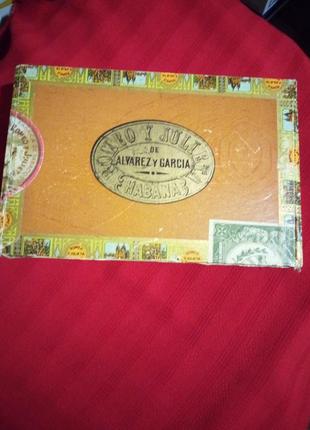 ROMEO Y JULIETA
DE
ALVAREZ Y GARCIA
HABANA